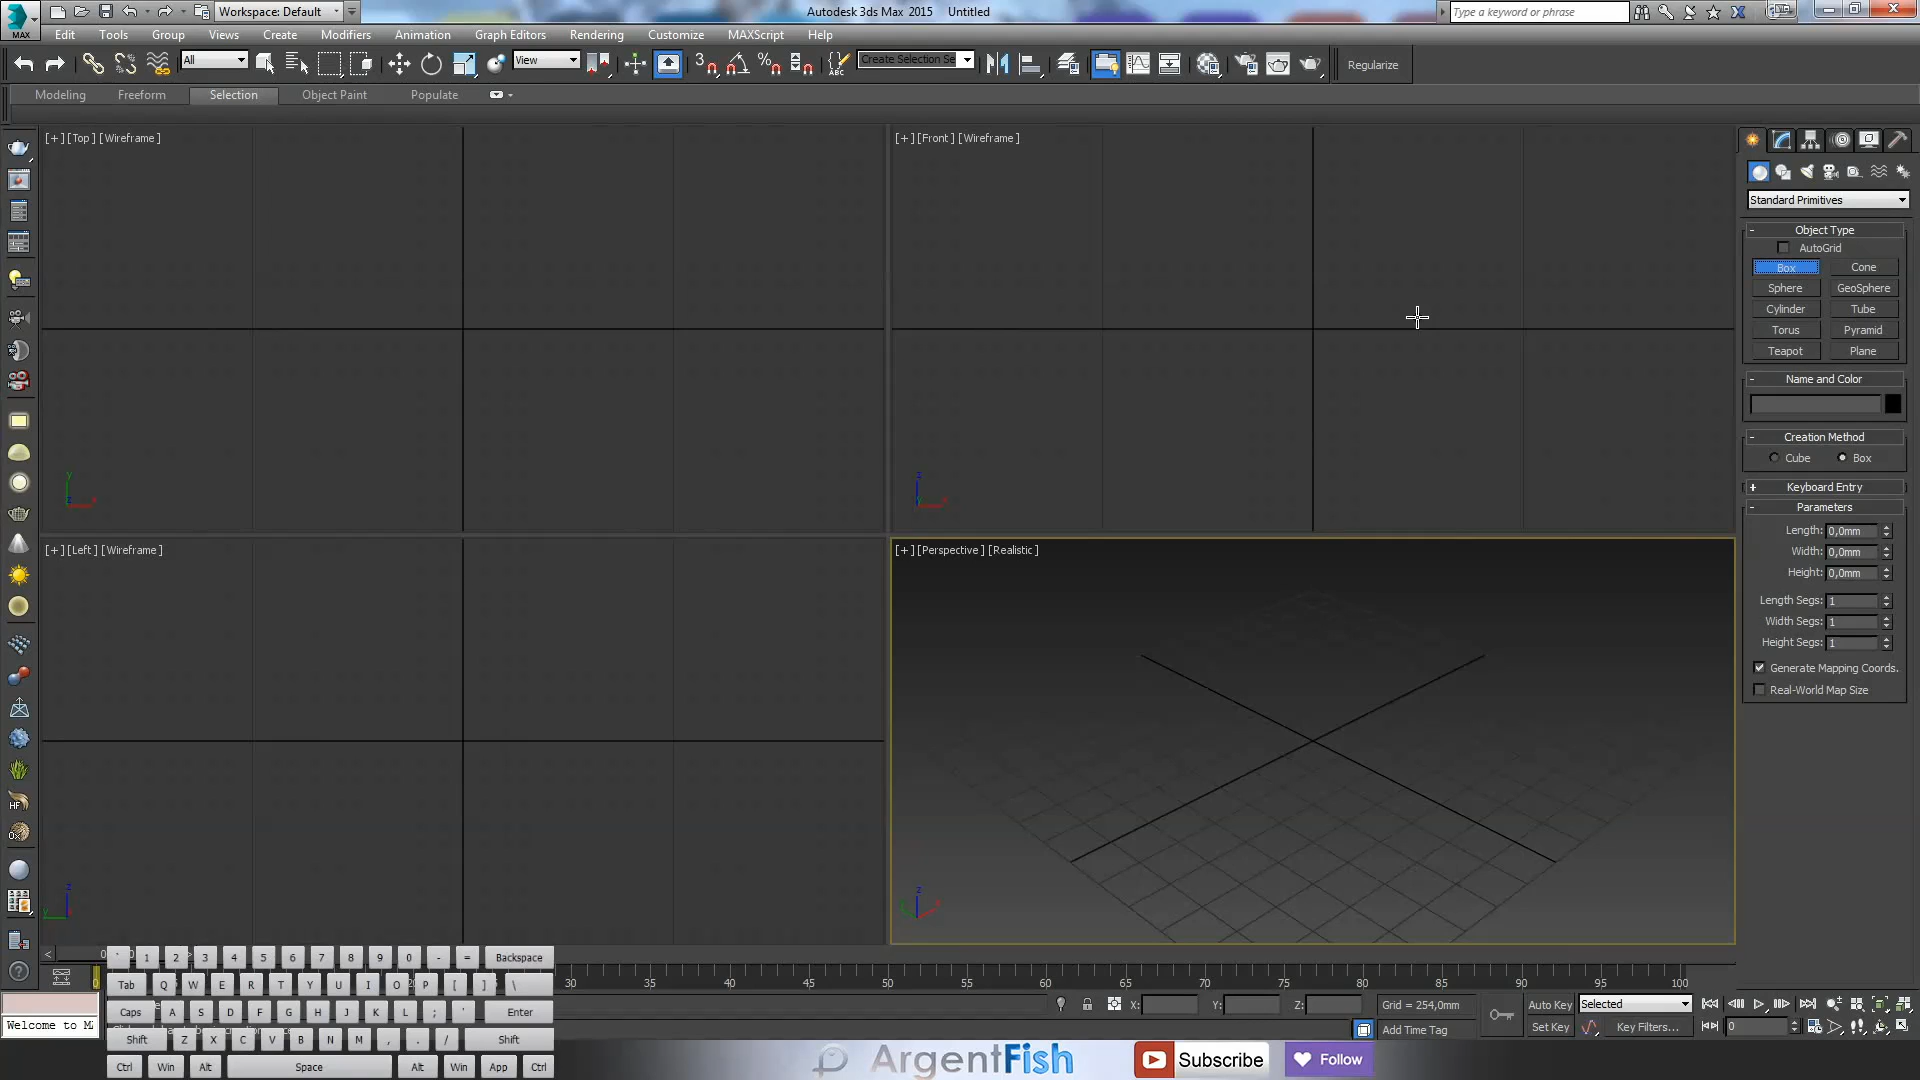 Workspace: Default
Autodesk 3ds Max 2015 Untitled
Type a keyword or phrase
MAX
Edit Tools Group Views Create Modifiers Animation Graph Editors Rendering Customize MAXScript Help
All
View
3
%
ABC
Create Selection Se
Regularize
Modeling Freeform Selection Object Paint Populate
[+] [Top] [Wireframe]
[+] [Front] [Wireframe]
Standard Primitives
- Object Type
AutoGrid
Box Cone
Sphere GeoSphere
Cylinder Tube
Torus Pyramid
Teapot Plane
- Name and Color
- Creation Method
Cube Box
+ Keyboard Entry
- Parameters
Length: 0,0mm
Width: 0,0mm
Height: 0,0mm
Length Segs: 1
Width Segs: 1
Height Segs: 1
Generate Mapping Coords.
Real-World Map Size
y
z x
z
x
[+] [Left] [Wireframe]
[+] [Perspective] [Realistic]
z
y
z
HF
Ox
` 1 2 3 4 5 6 7 8 9 0 - = Backspace
Tab Q W E R T Y U I O P [ ] \
Caps A S D F G H J K L ; ' Enter
Shift Z X C V B N M , . / Shift
Ctrl Win Alt Space Alt Win App Ctrl
30 35 40 45 50 55 60 65 70 75 80 85 90 95 100
X: Y: Z: Grid = 254,0mm
Auto Key Selected
Welcome to M
Add Time Tag
Set Key Key Filters...
0
ArgentFish
Subscribe
Follow